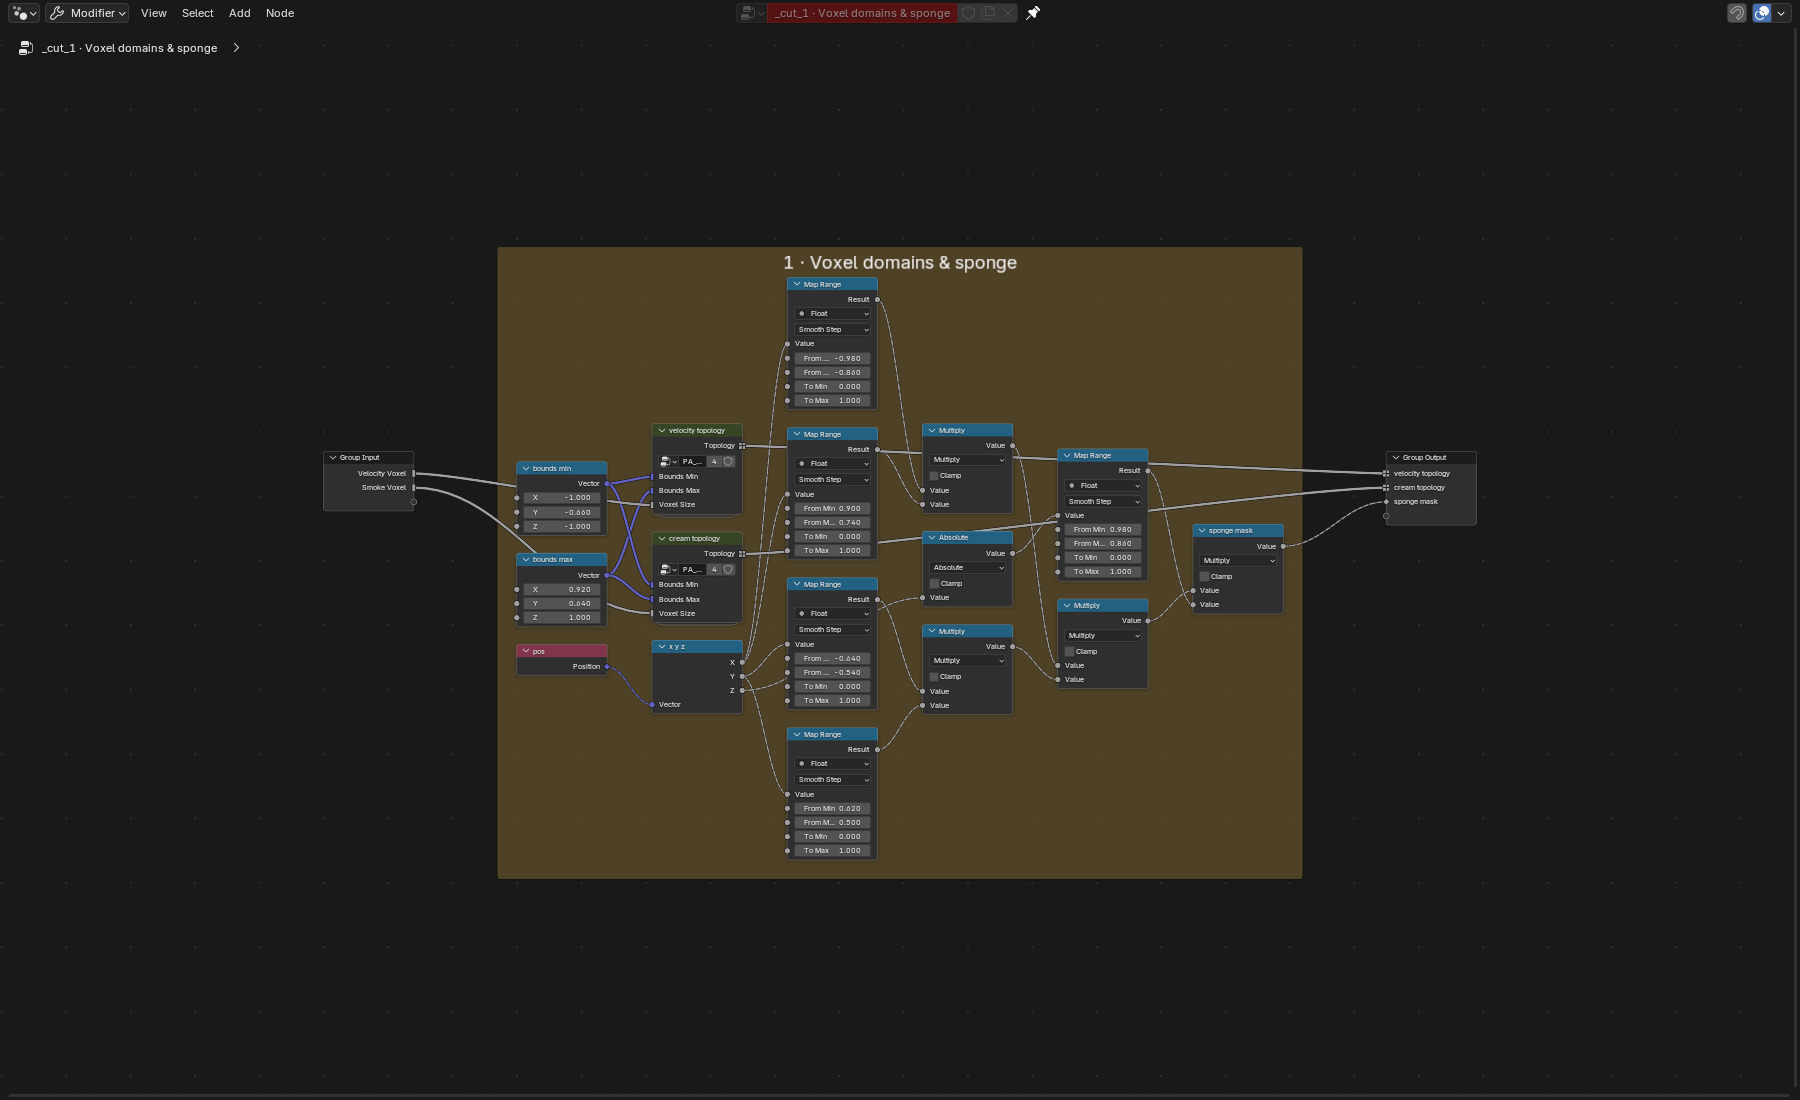 Modifier View Select Add Node
_cut_1 · Voxel domains & sponge
_cut_1 · Voxel domains & sponge
1 · Voxel domains & sponge
Group Input
Velocity Voxel
Smoke Voxel
bounds min
Vector
X -1.000
Y -0.660
Z -1.000
bounds max
Vector
X 0.920
Y 0.640
Z 1.000
pos
Position
velocity topology
Topology
PA_... 4
Bounds Min
Bounds Max
Voxel Size
cream topology
Topology
PA_... 4
Bounds Min
Bounds Max
Voxel Size
x y z
X
Y
Z
Vector
Map Range
Result
Float
Smooth Step
Value
From ... -0.980
From ... -0.860
To Min 0.000
To Max 1.000
Map Range
Result
Float
Smooth Step
Value
From Min 0.900
From M... 0.740
To Min 0.000
To Max 1.000
Map Range
Result
Float
Smooth Step
Value
From ... -0.640
From ... -0.540
To Min 0.000
To Max 1.000
Map Range
Result
Float
Smooth Step
Value
From Min 0.620
From M... 0.500
To Min 0.000
To Max 1.000
Multiply
Value
Multiply
Clamp
Value
Value
Absolute
Value
Absolute
Clamp
Value
Multiply
Value
Multiply
Clamp
Value
Value
Map Range
Result
Float
Smooth Step
Value
From Min 0.980
From M... 0.860
To Min 0.000
To Max 1.000
Multiply
Value
Multiply
Clamp
Value
Value
sponge mask
Value
Multiply
Clamp
Value
Value
Group Output
velocity topology
cream topology
sponge mask